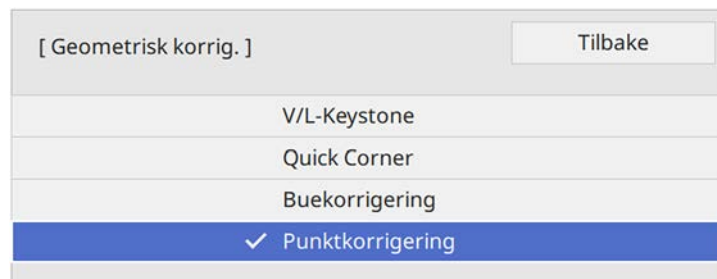 [ Geometrisk korrig. ]
Tilbake
V/L-Keystone
Quick Corner
Buekorrigering
Punktkorrigering